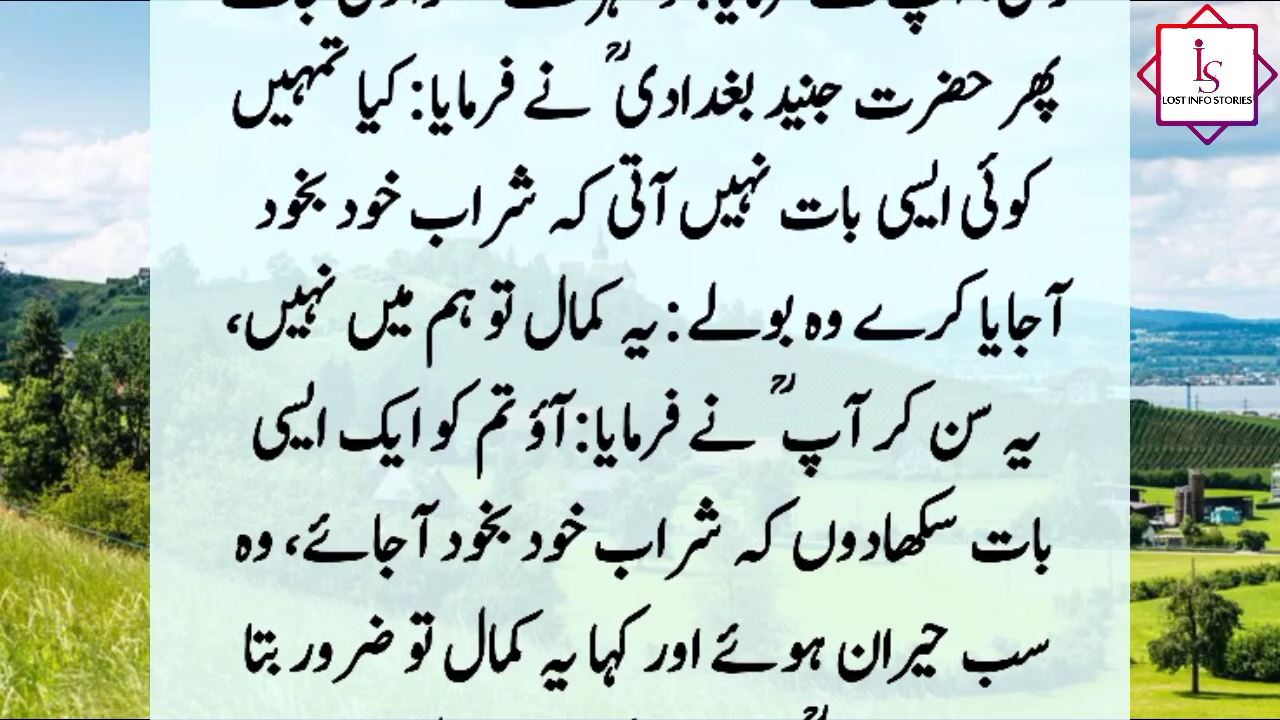 پھر حضرت جنید بغدادیؒ نے فرمایا: کیا تمہیں
کوئی ایسی بات نہیں آتی کہ شراب خود بخود
آجایا کرے وہ بولے: یہ کمال تو ہم میں نہیں،
یہ سن کر آپؒ نے فرمایا: آؤ تم کو ایک ایسی
بات سکھادوں کہ شراب خود بخود آجائے، وہ
سب حیران ہوئے اور کہا یہ کمال تو ضرور بتا
LS
LOST INFO STORIES